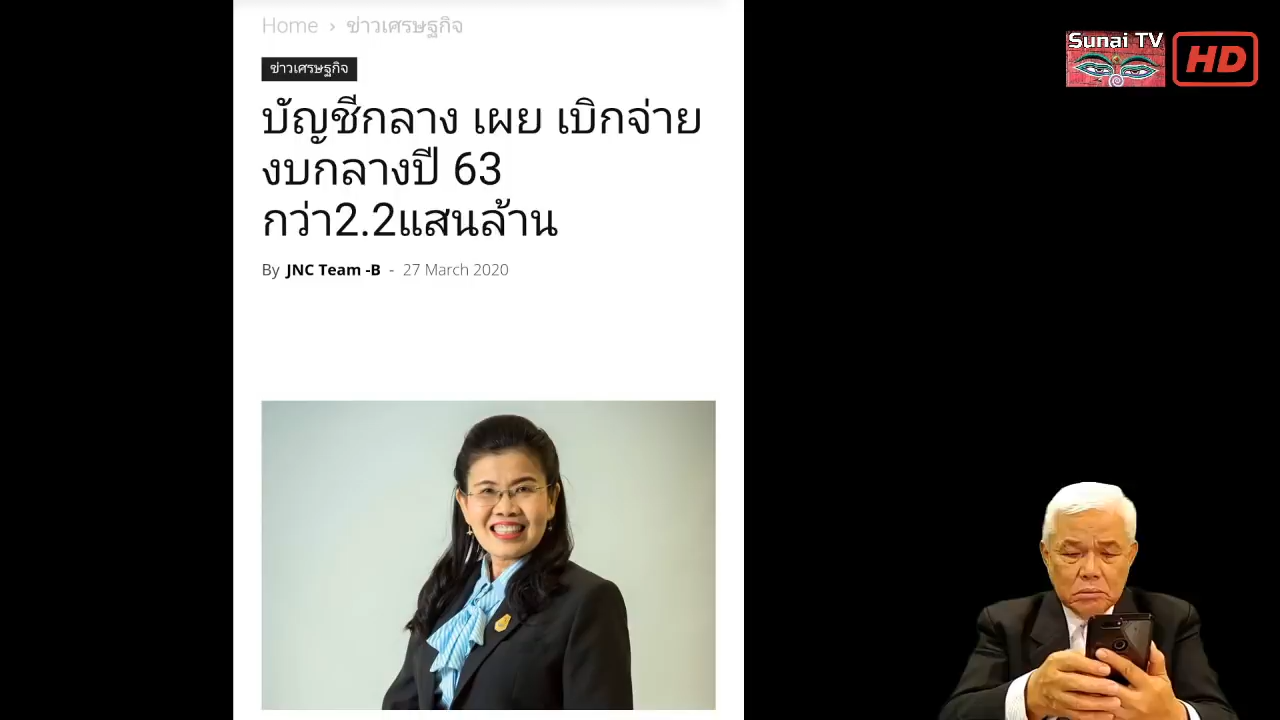 Home › ข่าวเศรษฐกิจ
ข่าวเศรษฐกิจ
บัญชีกลาง เผย เบิกจ่าย
งบกลางปี 63
กว่า2.2แสนล้าน
By JNC Team -B - 27 March 2020
Sunai TV
HD